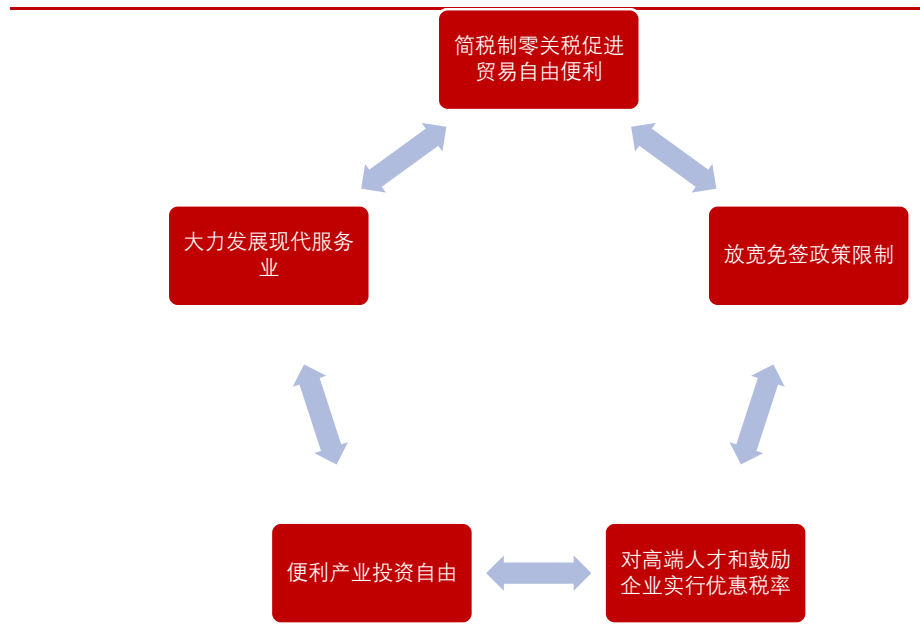 简税制零关税促进
贸易自由便利
大力发展现代服务
业
放宽免签政策限制
便利产业投资自由
对高端人才和鼓励
企业实行优惠税率